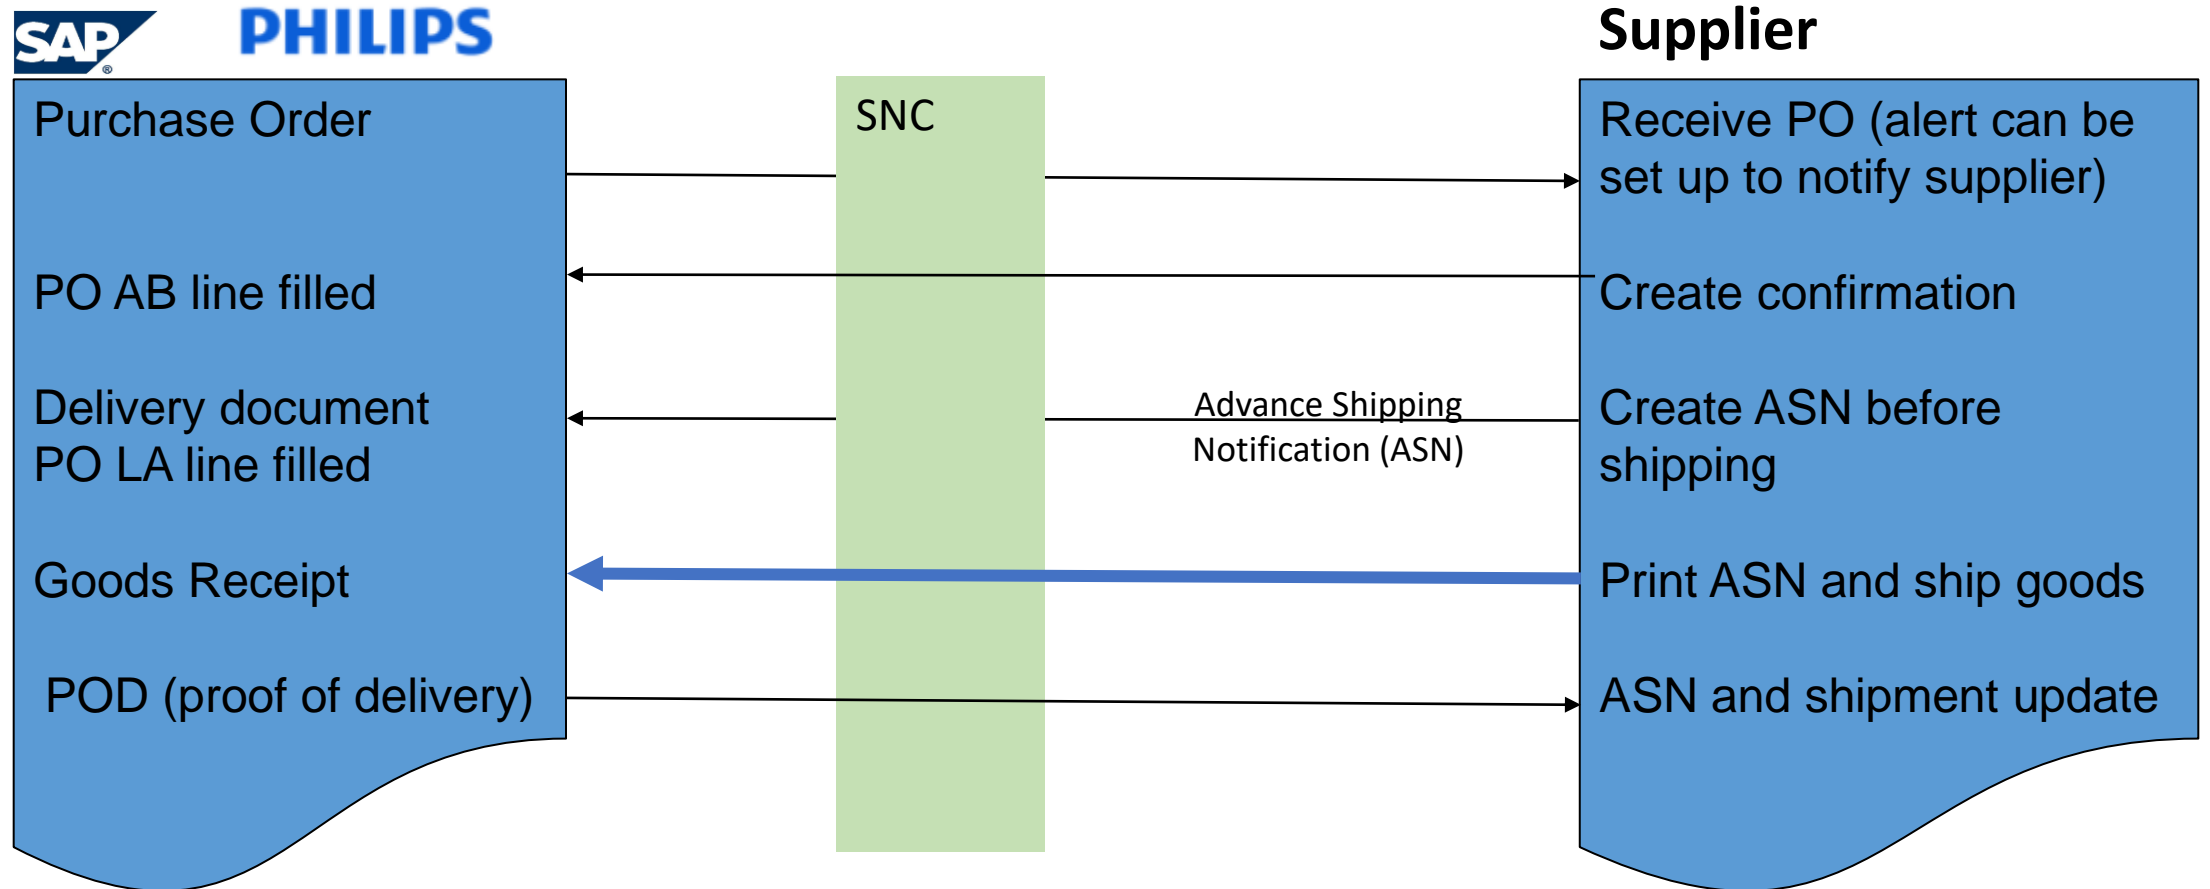 SAP
®
PHILIPS
Supplier
Purchase Order
PO AB line filled
Delivery document
PO LA line filled
Goods Receipt
POD (proof of delivery)
SNC
Advance Shipping
Notification (ASN)
Receive PO (alert can be
set up to notify supplier)
Create confirmation
Create ASN before
shipping
Print ASN and ship goods
ASN and shipment update